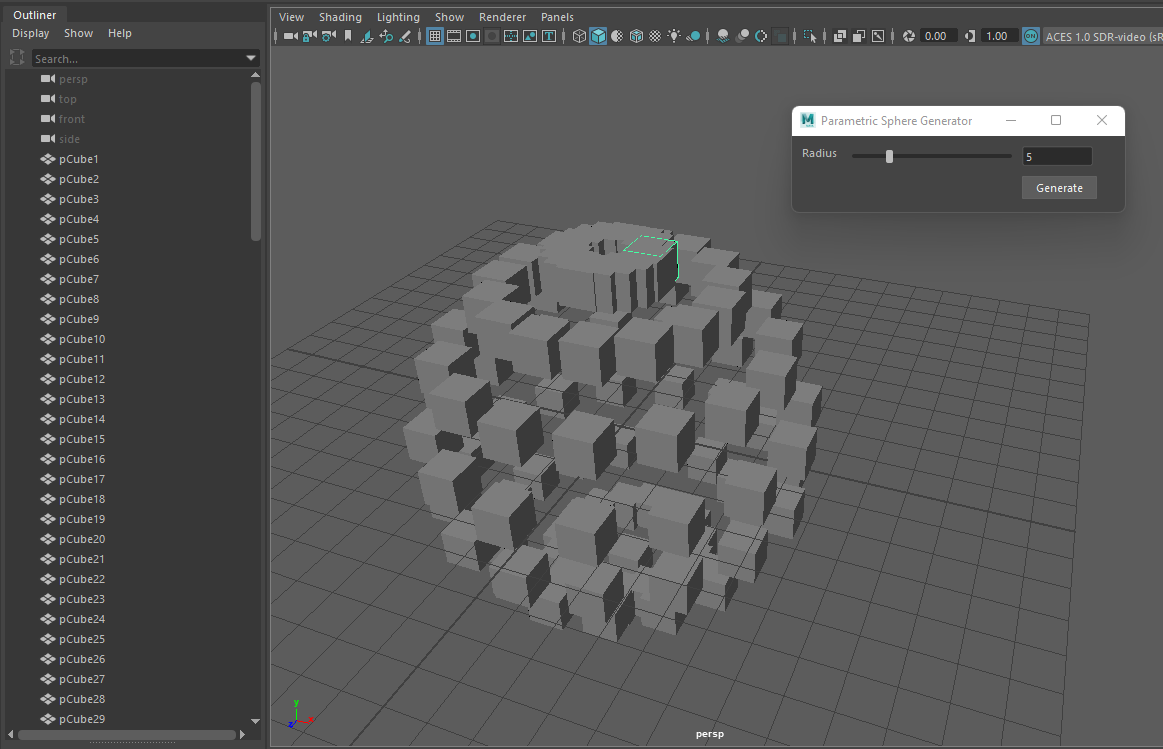 Outliner
Display Show Help
Search...
persp
top
front
side
pCube1
pCube2
pCube3
pCube4
pCube5
pCube6
pCube7
pCube8
pCube9
pCube10
pCube11
pCube12
pCube13
pCube14
pCube15
pCube16
pCube17
pCube18
pCube19
pCube20
pCube21
pCube22
pCube23
pCube24
pCube25
pCube26
pCube27
pCube28
pCube29
View Shading Lighting Show Renderer Panels
0.00 1.00 ON ACES 1.0 SDR-video (sR
M Parametric Sphere Generator
Radius 5
Generate
y
z x
persp